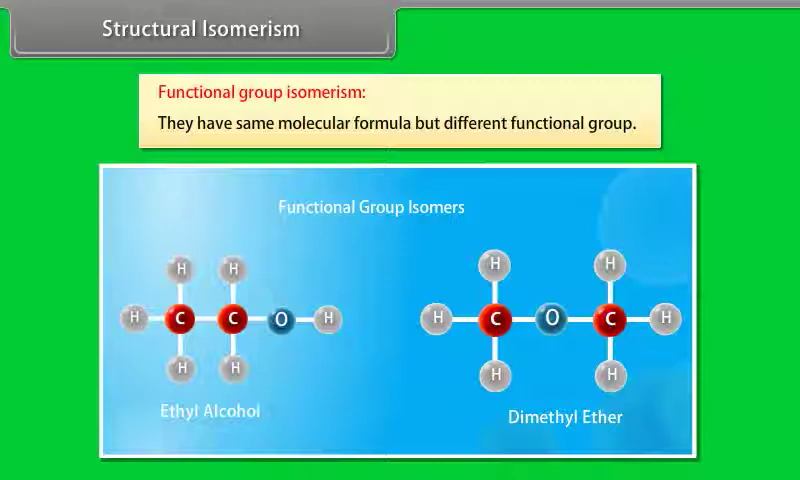 Structural Isomerism
Functional group isomerism:
They have same molecular formula but different functional group.
Functional Group Isomers
H H
H C C O H
H H
Ethyl Alcohol
H H
H C O C H
H H
Dimethyl Ether